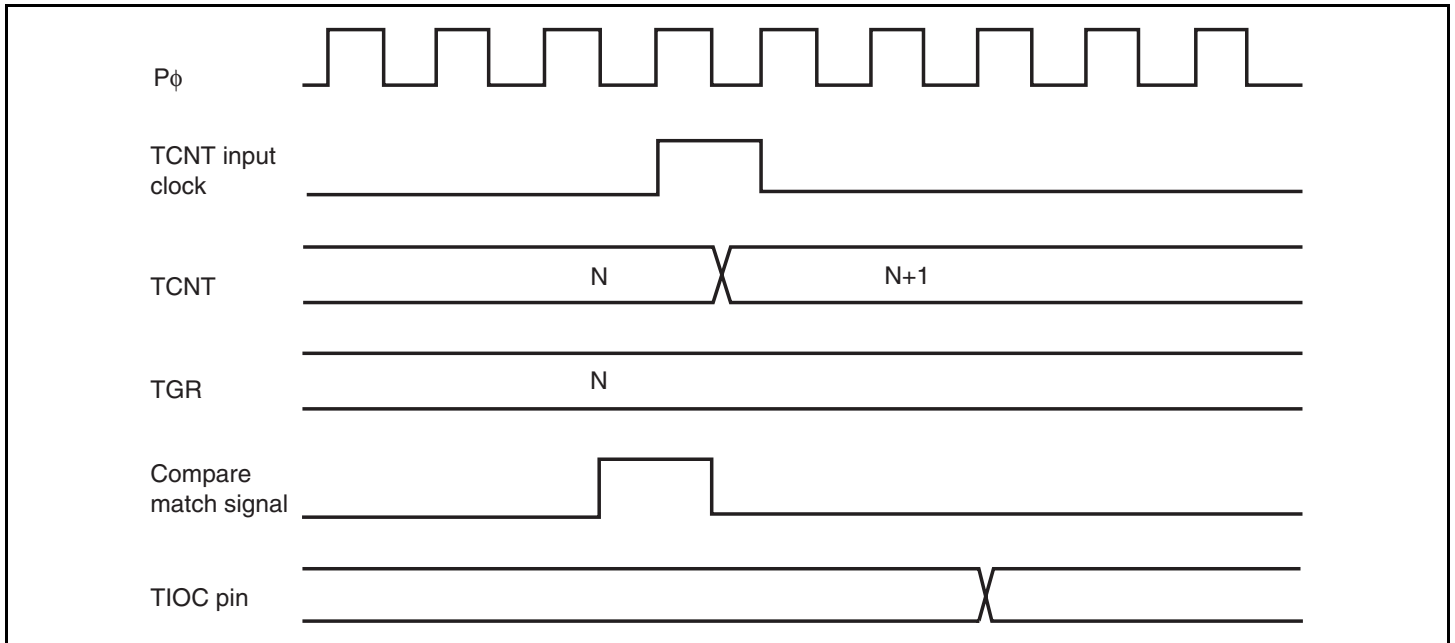 Pϕ
TCNT input
clock
TCNT
N
N+1
TGR
N
Compare
match signal
TIOC pin